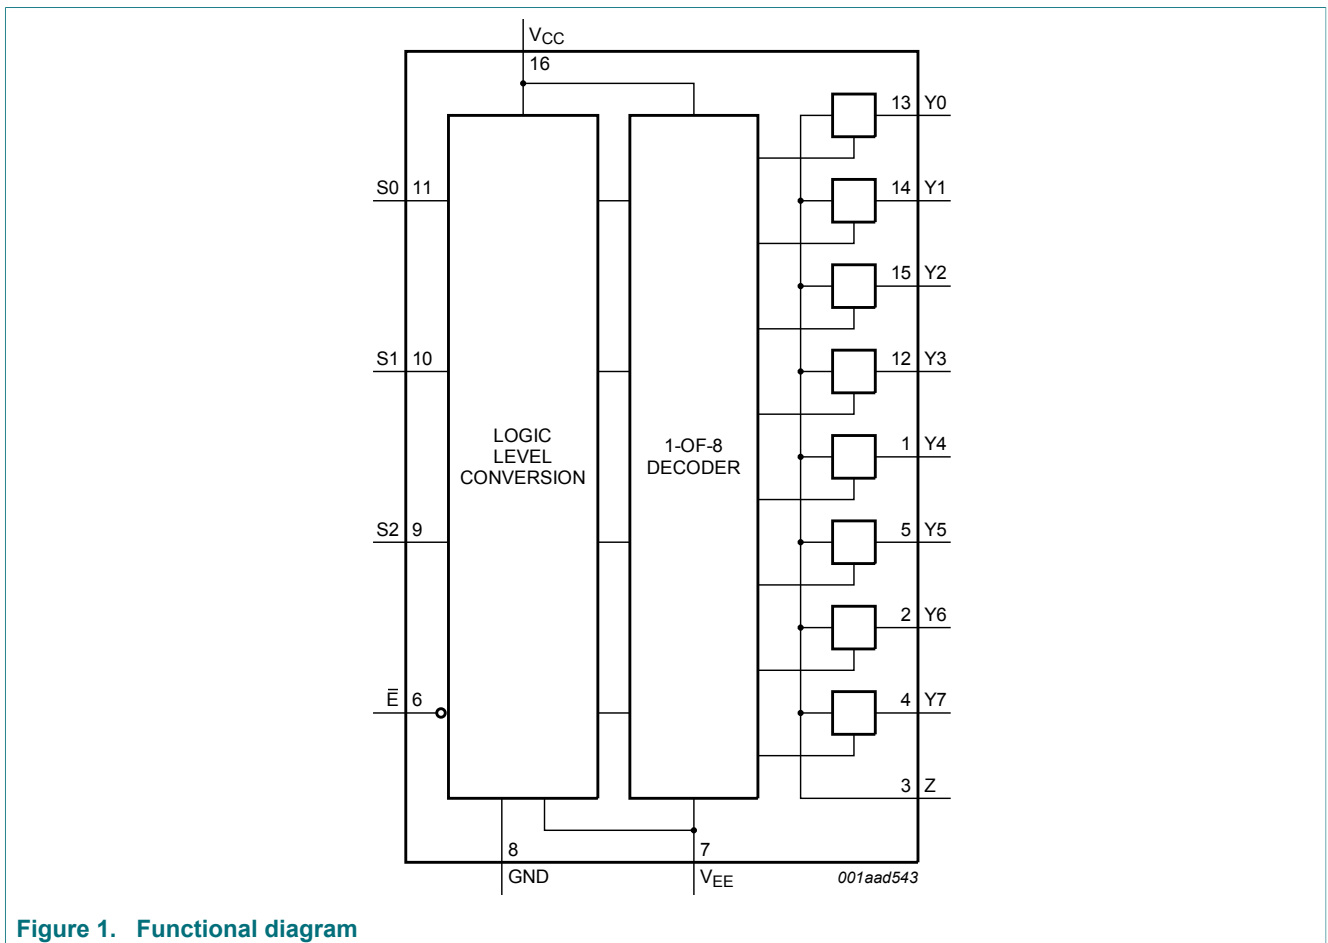 VCC
16
13 Y0
S0 11
14 Y1
15 Y2
S1 10
12 Y3
LOGIC
LEVEL
CONVERSION
1-OF-8
DECODER
1 Y4
S2 9
5 Y5
2 Y6
E̅ 6
4 Y7
3 Z
8
GND
7
VEE
001aad543
Figure 1. Functional diagram